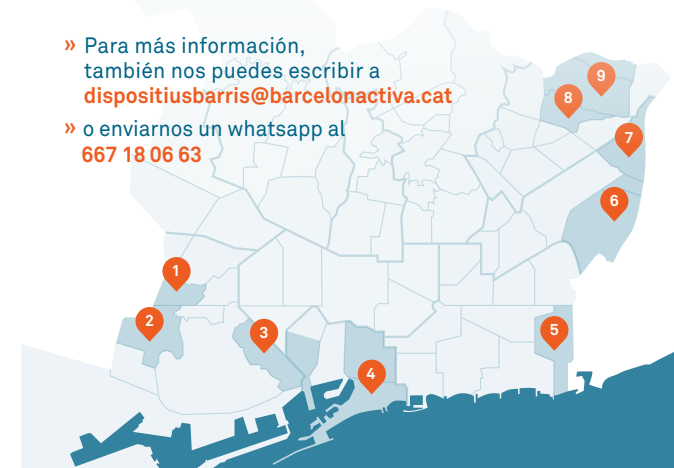 » Para más información,
también nos puedes escribir a
dispositiusbarris@barcelonactiva.cat
» o enviarnos un whatsapp al
667 18 06 63
9
8
7
6
1
2
3
5
4